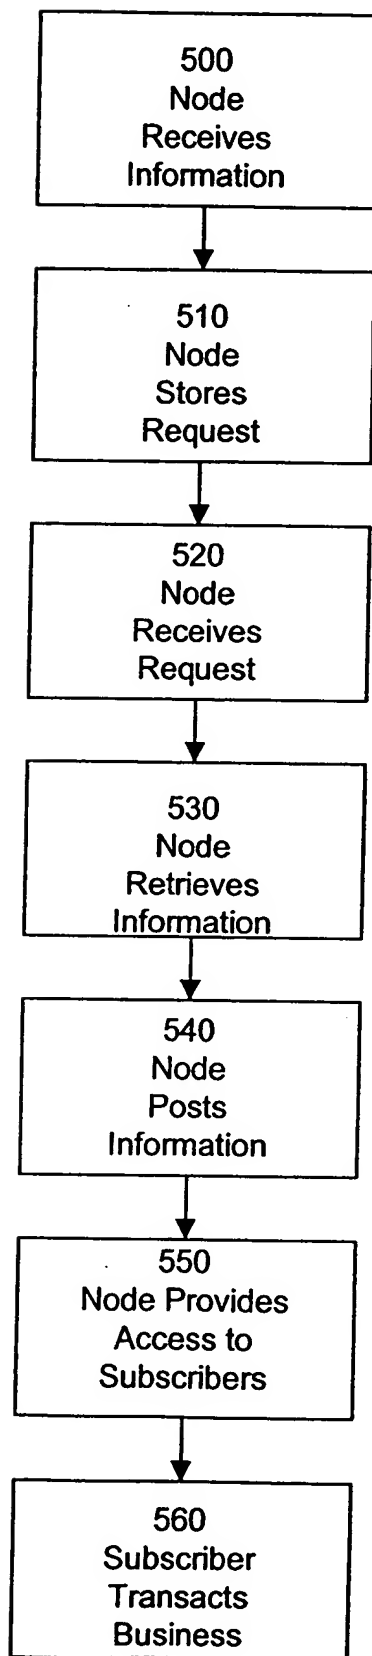 500
Node
Receives
Information
510
Node
Stores
Request
520
Node
Receives
Request
530
Node
Retrieves
Information
540
Node
Posts
Information
550
Node Provides
Access to
Subscribers
560
Subscriber
Transacts
Business